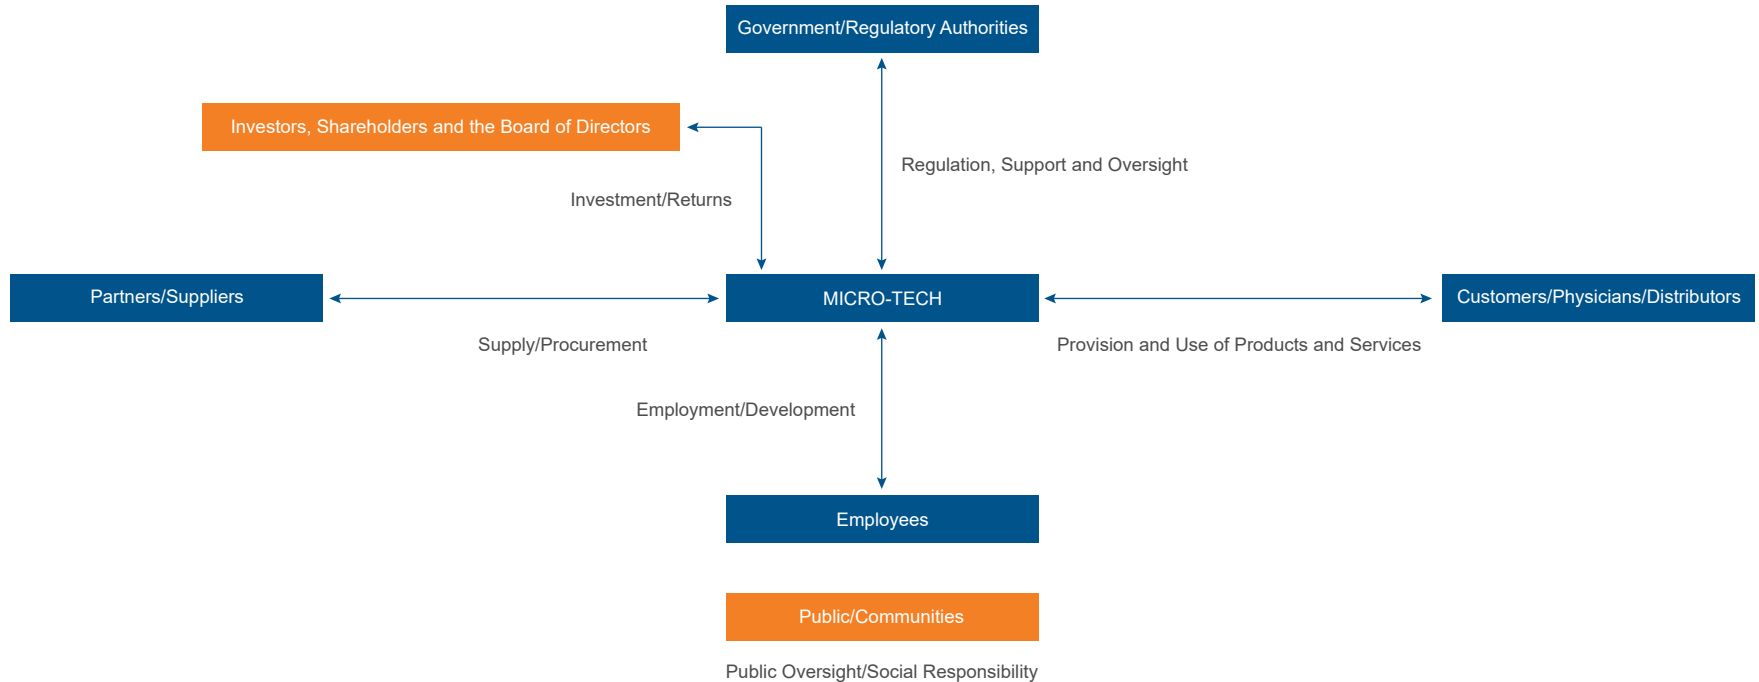 Government/Regulatory Authorities
Investors, Shareholders and the Board of Directors
Regulation, Support and Oversight
Investment/Returns
Partners/Suppliers
MICRO-TECH
Customers/Physicians/Distributors
Supply/Procurement
Provision and Use of Products and Services
Employment/Development
Employees
Public/Communities
Public Oversight/Social Responsibility